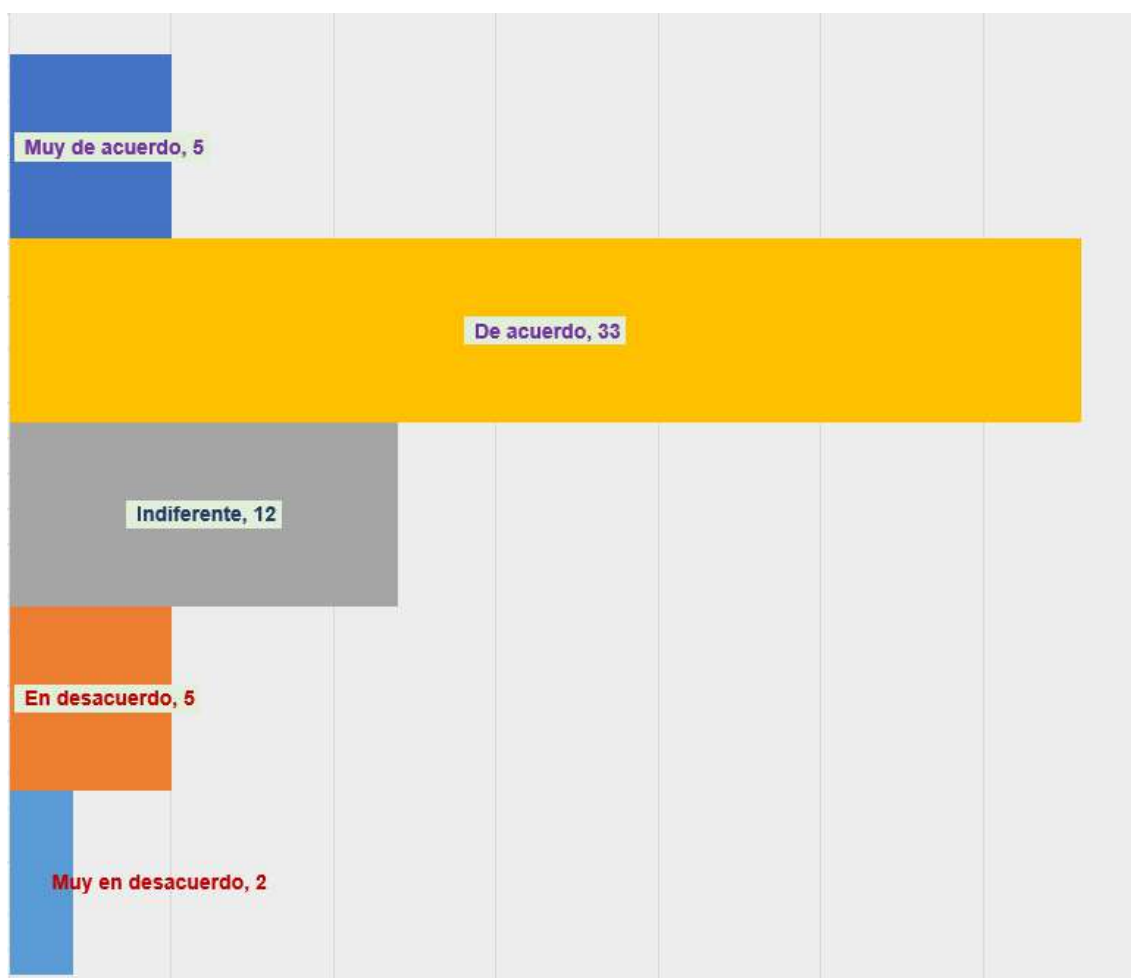 Muy de acuerdo, 5
De acuerdo, 33
Indiferente, 12
En desacuerdo, 5
Muy en desacuerdo, 2